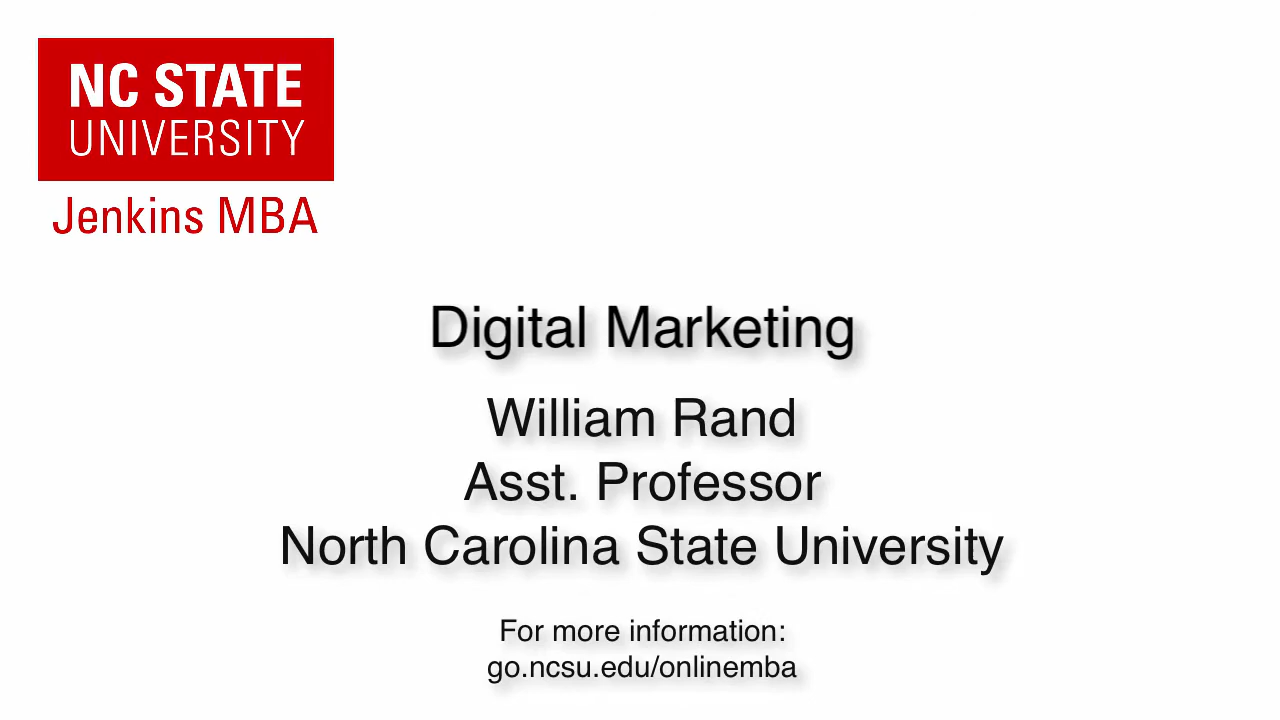 NC STATE
UNIVERSITY
Jenkins MBA
Digital Marketing
William Rand
Asst. Professor
North Carolina State University
For more information:
go.ncsu.edu/onlinemba